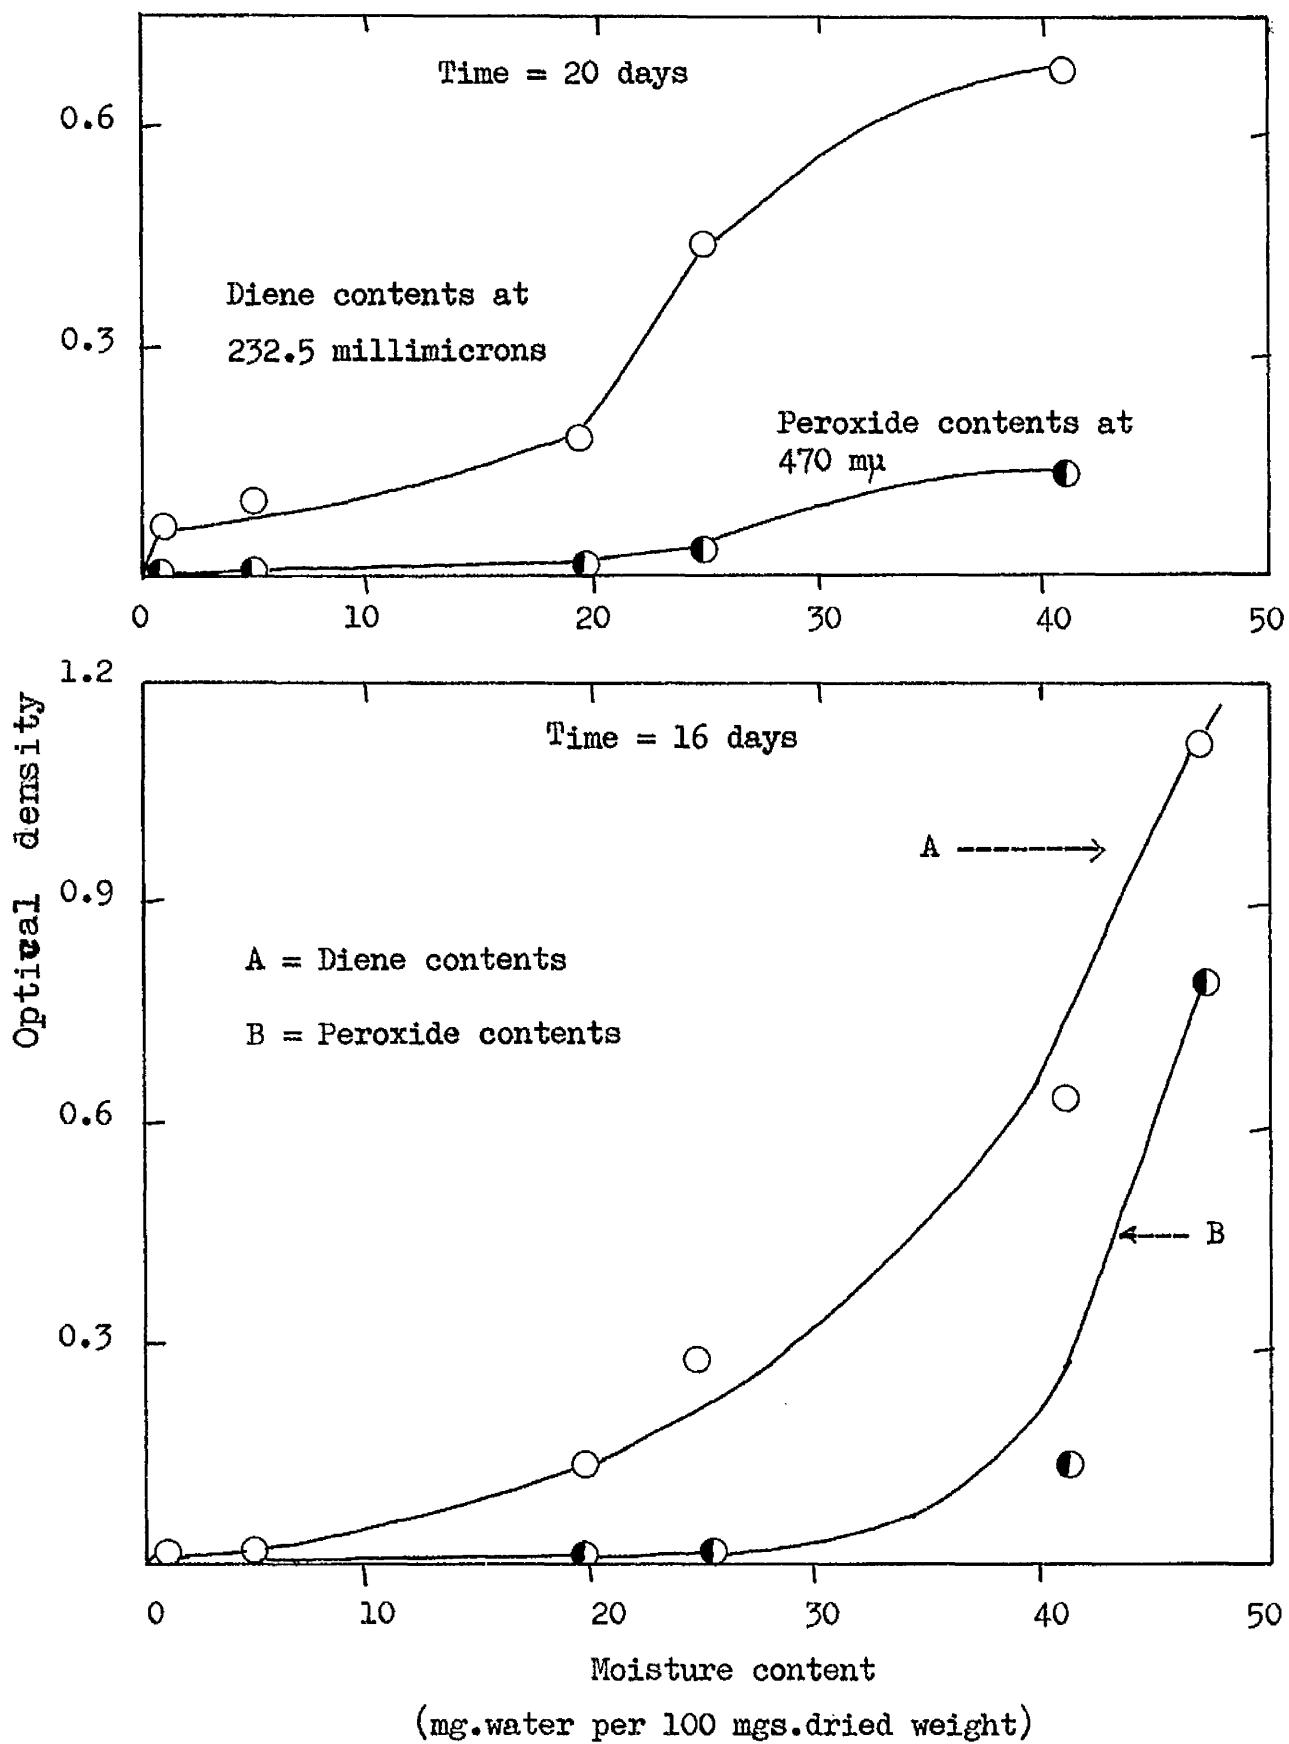 Time = 20 days
0.6
Diene contents at
232.5 millimicrons
0.3
Peroxide contents at
470 mµ
0 10 20 30 40 50
1.2
Time = 16 days
A
0.9
A = Diene contents
B = Peroxide contents
0.6
B
0.3
0 10 20 30 40 50
Optical density
Moisture content
(mg.water per 100 mgs.dried weight)